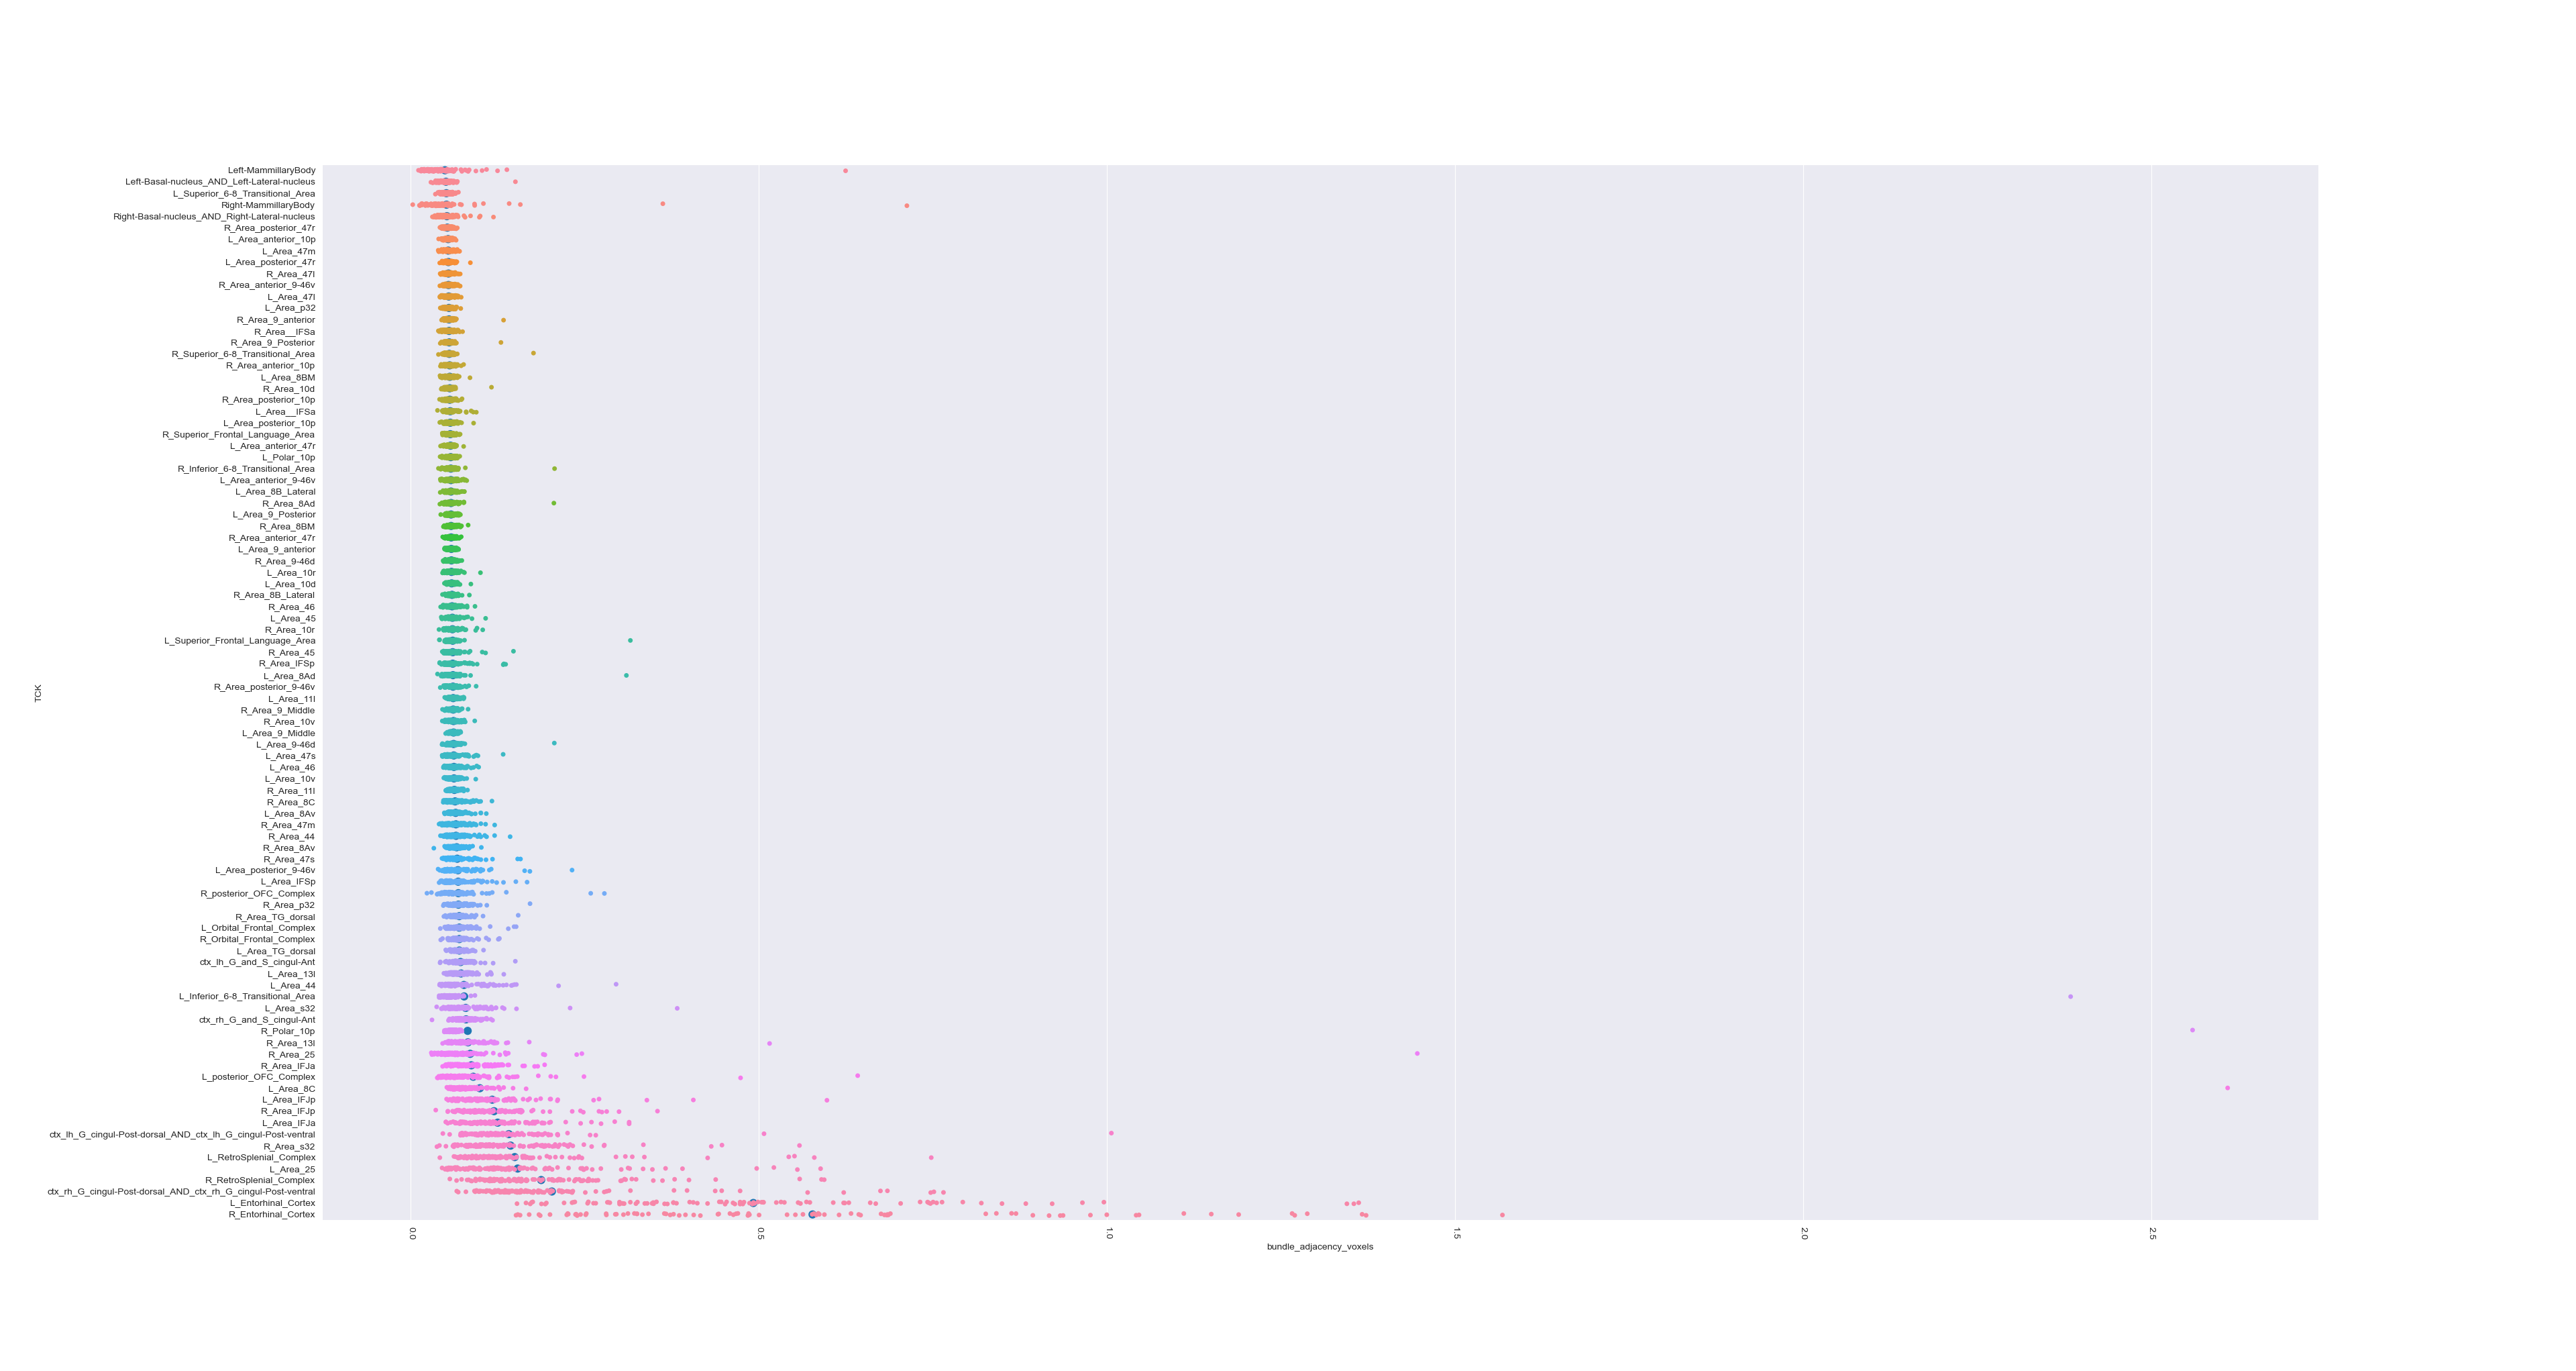 Left-MammillaryBody
Left-Basal-nucleus_AND_Left-Lateral-nucleus
L_Superior_6-8_Transitional_Area
Right-MammillaryBody
Right-Basal-nucleus_AND_Right-Lateral-nucleus
R_Area_posterior_47r
L_Area_anterior_10p
L_Area_47m
L_Area_posterior_47r
R_Area_47l
R_Area_anterior_9-46v
L_Area_47l
L_Area_p32
R_Area_9_anterior
R_Area__IFSa
R_Area_9_Posterior
R_Superior_6-8_Transitional_Area
R_Area_anterior_10p
L_Area_8BM
R_Area_10d
R_Area_posterior_10p
L_Area__IFSa
L_Area_posterior_10p
R_Superior_Frontal_Language_Area
L_Area_anterior_47r
L_Polar_10p
R_Inferior_6-8_Transitional_Area
L_Area_anterior_9-46v
L_Area_8B_Lateral
R_Area_8Ad
L_Area_9_Posterior
R_Area_8BM
R_Area_anterior_47r
L_Area_9_anterior
R_Area_9-46d
L_Area_10r
L_Area_10d
R_Area_8B_Lateral
R_Area_46
L_Area_45
R_Area_10r
L_Superior_Frontal_Language_Area
R_Area_45
R_Area_IFSp
L_Area_8Ad
R_Area_posterior_9-46v
L_Area_11l
R_Area_9_Middle
R_Area_10v
L_Area_9_Middle
L_Area_9-46d
L_Area_47s
L_Area_46
L_Area_10v
R_Area_11l
R_Area_8C
L_Area_8Av
R_Area_47m
R_Area_44
R_Area_8Av
R_Area_47s
L_Area_posterior_9-46v
L_Area_IFSp
R_posterior_OFC_Complex
R_Area_p32
R_Area_TG_dorsal
L_Orbital_Frontal_Complex
R_Orbital_Frontal_Complex
L_Area_TG_dorsal
ctx_lh_G_and_S_cingul-Ant
L_Area_13l
L_Area_44
L_Inferior_6-8_Transitional_Area
L_Area_s32
ctx_rh_G_and_S_cingul-Ant
R_Polar_10p
R_Area_13l
R_Area_25
R_Area_IFJa
L_posterior_OFC_Complex
L_Area_8C
L_Area_IFJp
R_Area_IFJp
L_Area_IFJa
ctx_lh_G_cingul-Post-dorsal_AND_ctx_lh_G_cingul-Post-ventral
R_Area_s32
L_RetroSplenial_Complex
L_Area_25
R_RetroSplenial_Complex
ctx_rh_G_cingul-Post-dorsal_AND_ctx_rh_G_cingul-Post-ventral
L_Entorhinal_Cortex
R_Entorhinal_Cortex
TCK
0.0 0.5 1.0 1.5 2.0 2.5
bundle_adjacency_voxels